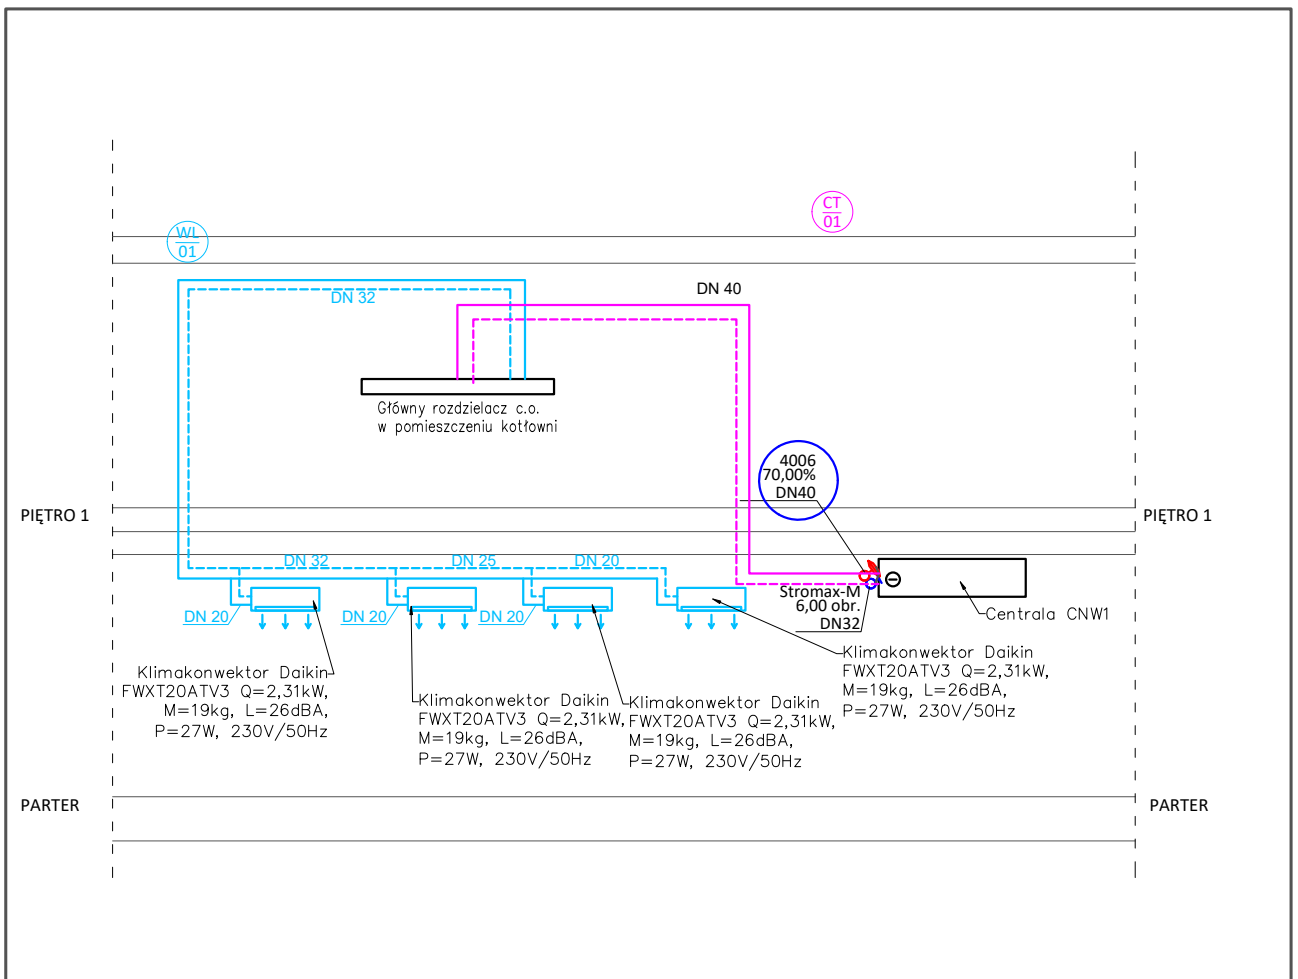 CT
01
WL
01
DN 32
DN 40
Główny rozdzielacz c.o.
w pomieszczeniu kotłowni
4006
70,00%
DN40
PIĘTRO 1
PIĘTRO 1
DN 32
DN 25
DN 20
DN 20
DN 20
DN 20
Stromax-M
6,00 obr.
DN32
Centrala CNW1
Klimakonwektor Daikin
FWXT20ATV3 Q=2,31kW,
M=19kg, L=26dBA,
P=27W, 230V/50Hz
Klimakonwektor Daikin
FWXT20ATV3 Q=2,31kW,
M=19kg, L=26dBA,
P=27W, 230V/50Hz
Klimakonwektor Daikin
FWXT20ATV3 Q=2,31kW,
M=19kg, L=26dBA,
P=27W, 230V/50Hz
Klimakonwektor Daikin
FWXT20ATV3 Q=2,31kW,
M=19kg, L=26dBA,
P=27W, 230V/50Hz
PARTER
PARTER